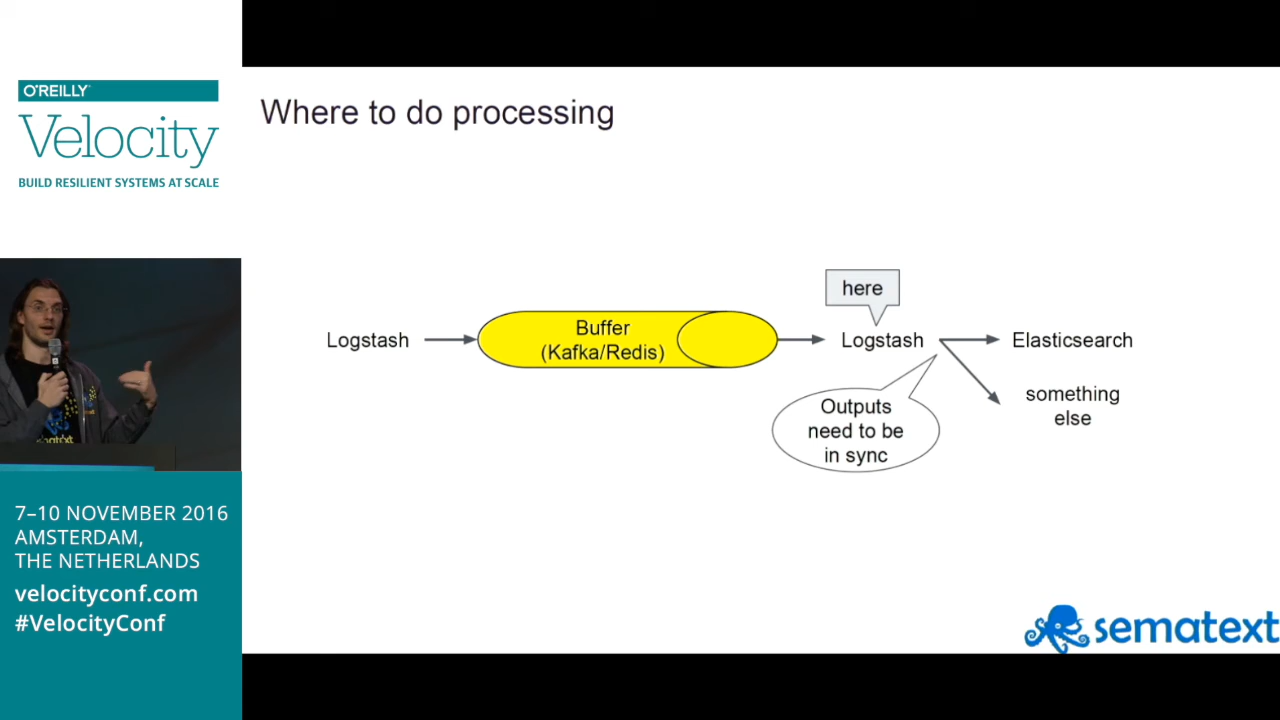 O'REILLY
Velocity
BUILD RESILIENT SYSTEMS AT SCALE
7–10 NOVEMBER 2016
AMSTERDAM,
THE NETHERLANDS
velocityconf.com
#VelocityConf
Where to do processing
here
Logstash
Buffer
(Kafka/Redis)
Logstash
Elasticsearch
something
else
Outputs
need to be
in sync
sematext